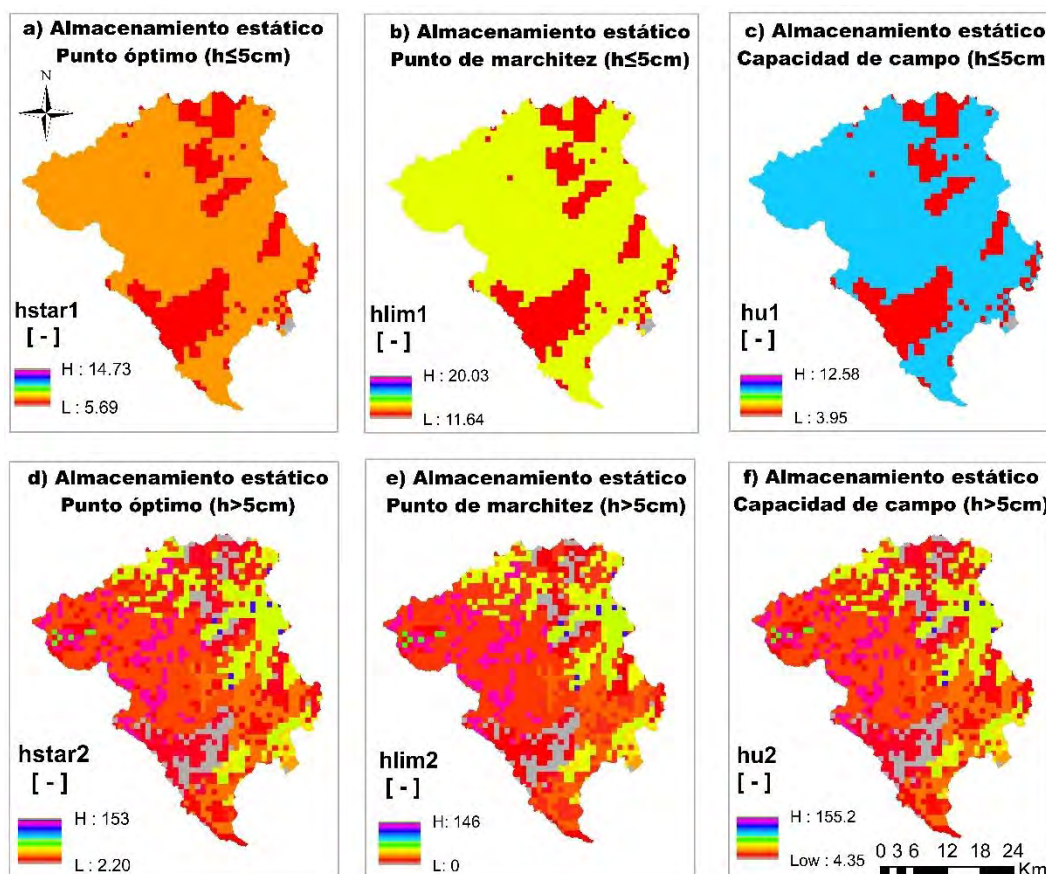 a) Almacenamiento estático
Punto óptimo (h≤5cm)
N
hstar1
[ - ]
H : 14.73
L : 5.69
b) Almacenamiento estático
Punto de marchitez (h≤5cm)
hlim1
[ - ]
H : 20.03
L : 11.64
c) Almacenamiento estático
Capacidad de campo (h≤5cm
hu1
[ - ]
H : 12.58
L : 3.95
d) Almacenamiento estático
Punto óptimo (h>5cm)
hstar2
[ - ]
H : 153
L : 2.20
e) Almacenamiento estático
Punto de marchitez (h>5cm)
hlim2
[ - ]
H: 146
L: 0
f) Almacenamiento estático
Capacidad de campo (h>5cm)
hu2
[ - ]
H : 155.2
Low : 4.35
0 3 6 12 18 24
Km